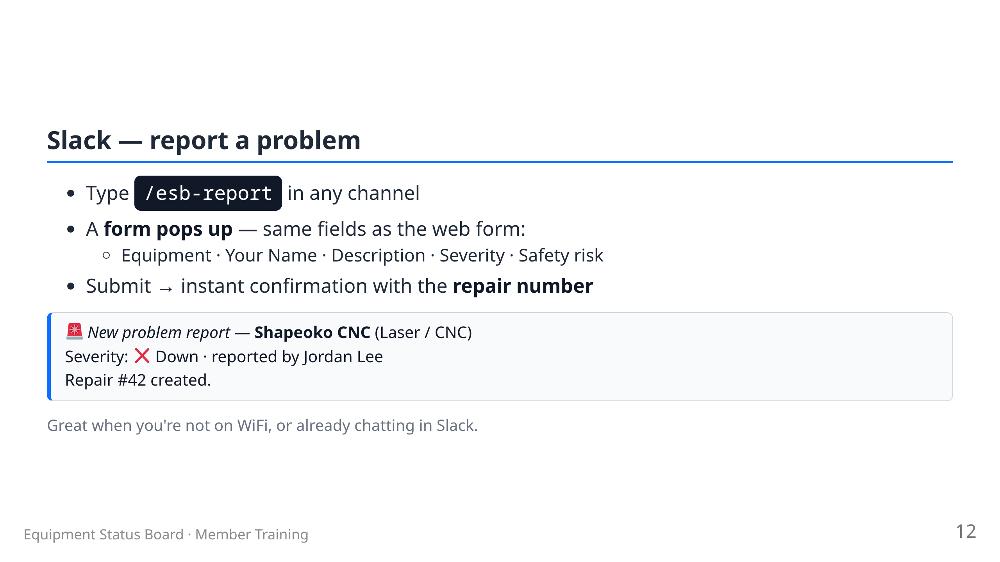 Slack — report a problem
• Type /esb-report in any channel
• A form pops up — same fields as the web form:
◦ Equipment · Your Name · Description · Severity · Safety risk
• Submit → instant confirmation with the repair number
🚨 New problem report — Shapeoko CNC (Laser / CNC)
Severity: ❌ Down · reported by Jordan Lee
Repair #42 created.
Great when you're not on WiFi, or already chatting in Slack.
Equipment Status Board · Member Training
12